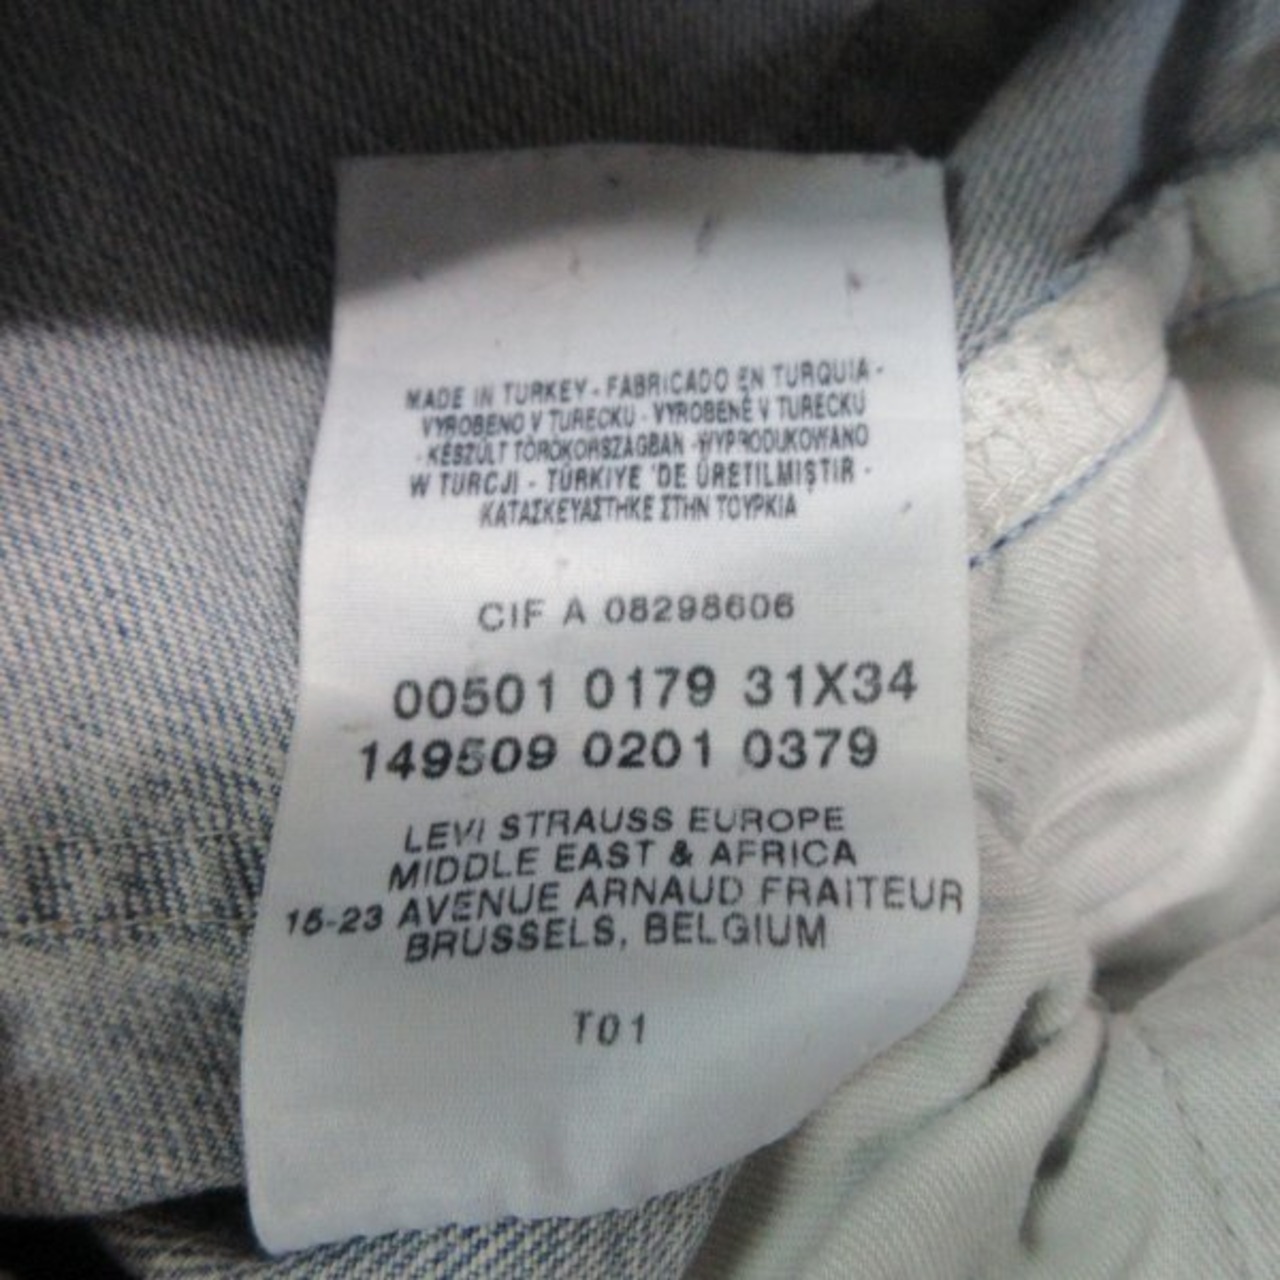 MADE IN TURKEY - FABRICADO EN TURQUIA -
VYROBENO V TURECKU - VYROBENÉ V TURECKU
- KÉSZÜLT TÖRÖKORSZÁGBAN - WYPRODUKOWANO
W TURCJI - TÜRKIYE 'DE ÜRETILMIŞTIR -
ΚΑΤΑΣΚΕΥΑΣΤΗΚΕ ΣΤΗΝ ΤΟΥΡΚΙΑ
CIF A 08298606
00501 0179 31X34
149509 0201 0379
LEVI STRAUSS EUROPE
MIDDLE EAST & AFRICA
15-23 AVENUE ARNAUD FRAITEUR
BRUSSELS, BELGIUM
T01